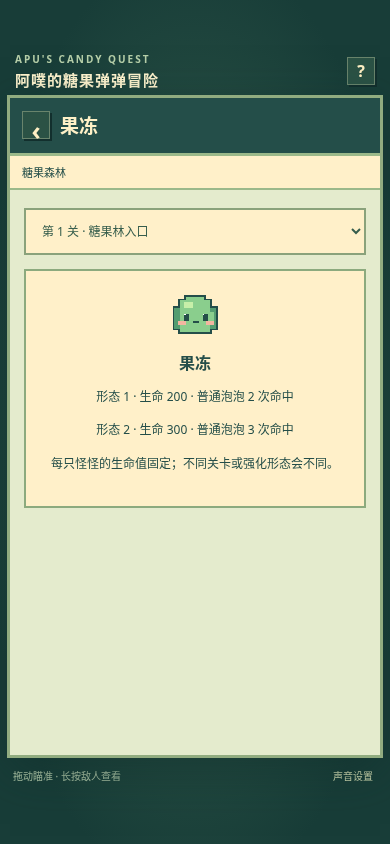 APU'S CANDY QUEST
阿噗的糖果弹弹冒险
?
‹ 果冻
糖果森林
第 1 关 · 糖果林入口
果冻
形态 1 · 生命 200 · 普通泡泡 2 次命中
形态 2 · 生命 300 · 普通泡泡 3 次命中
每只怪怪的生命值固定；不同关卡或强化形态会不同。
拖动瞄准 · 长按敌人查看
声音设置